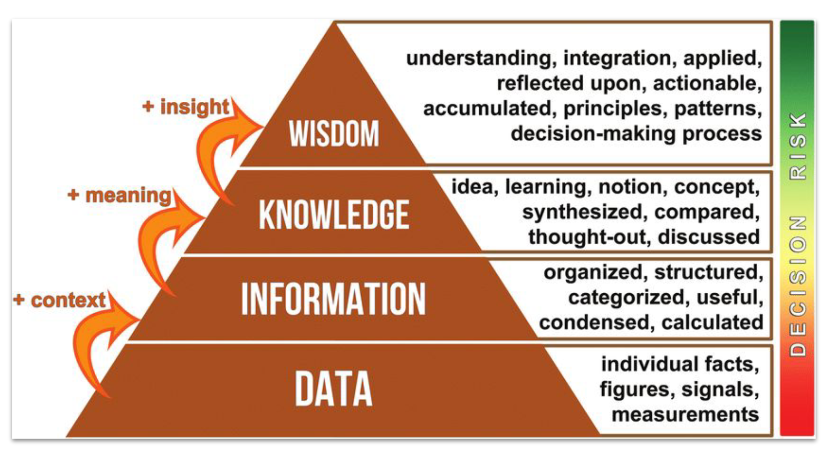 understanding, integration, applied,
reflected upon, actionable,
accumulated, principles, patterns,
decision-making process
+ insight
WISDOM
idea, learning, notion, concept,
synthesized, compared,
thought-out, discussed
+ meaning
KNOWLEDGE
organized, structured,
categorized, useful,
condensed, calculated
+ context
INFORMATION
individual facts,
figures, signals,
measurements
DATA
DECISION RISK